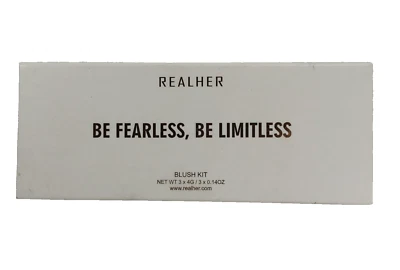 REALHER
BE FEARLESS, BE LIMITLESS
BLUSH KIT
NET WT 3 x 4G / 3 x 0.14OZ
www.realher.com